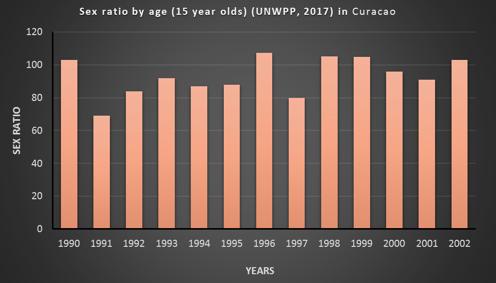 Sex ratio by age (15 year olds) (UNWPP, 2017) in Curacao
120
100
80
60
40
20
0
SEX RATIO
1990 1991 1992 1993 1994 1995 1996 1997 1998 1999 2000 2001 2002
YEARS